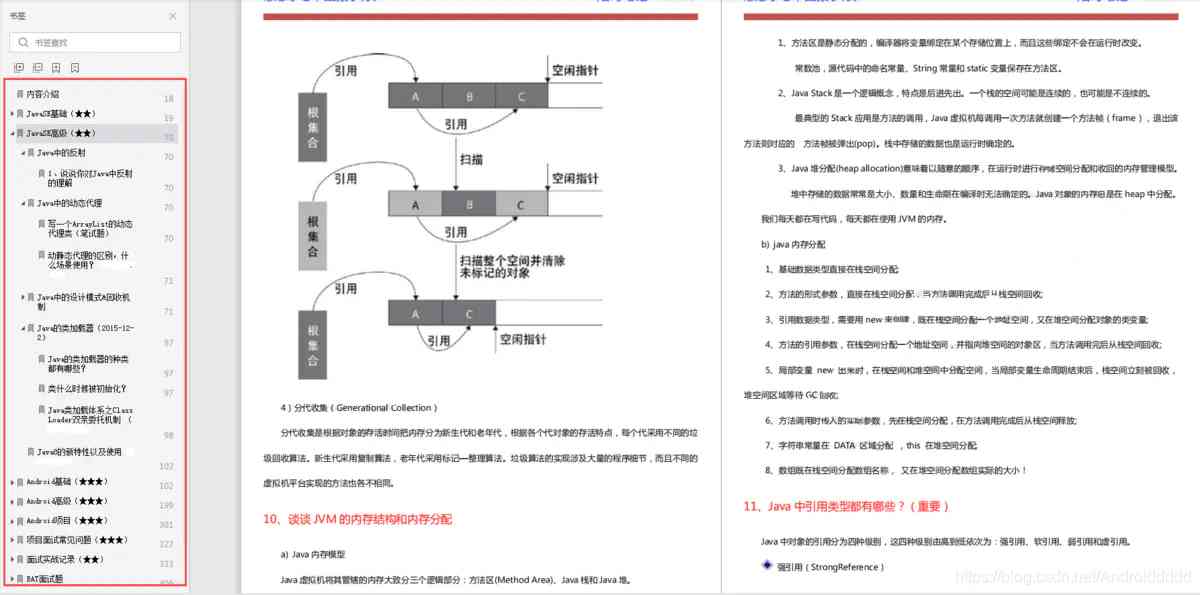 书签
书签查找
内容介绍 18
JavaSE基础（★★） 19
JavaSE高级（★★） 70
Java中的反射 70
1、说说你对Java中反射
的理解 70
Java中的动态代理 70
写一个ArrayList的动态
代理类（笔试题） 70
动静态代理的区别，什
么场景使用？ 71
Java中的设计模式&回收机
制 71
Java的类加载器（2015-12-
2） 97
Java的类加载器的种类
都有哪些？ 97
类什么时候被初始化？ 97
Java类加载体系之Class
Loader双亲委托机制 （ 98
Java8的新特性以及使用 102
Android基础（★★★） 102
Android高级（★★★） 199
Android项目（★★★） 301
项目面试常见问题（★★★） 322
面试实战记录（★★） 333
BAT面试题
引用
空闲指针
根集合
A B C
引用
扫描
引用
空闲指针
根集合
A B C
引用
扫描整个空间并清除
未标记的对象
引用
根集合
A C
引用
空闲指针
4）分代收集（Generational Collection）
分代收集是根据对象的存活时间把内存分为新生代和老年代，根据各个代对象的存活特点，每个代采用不同的垃
圾回收算法。新生代采用复制算法，老年代采用标记—整理算法。垃圾算法的实现涉及大量的程序细节，而且不同的
虚拟机平台实现的方法也各不相同。
10、谈谈 JVM 的内存结构和内存分配
a) Java 内存模型
Java 虚拟机将其管辖的内存大致分三个逻辑部分：方法区(Method Area)、Java 栈和 Java 堆。
1、方法区是静态分配的，编译器将变量绑定在某个存储位置上，而且这些绑定不会在运行时改变。
常数池，源代码中的命名常量、String 常量和 static 变量保存在方法区。
2、Java Stack 是一个逻辑概念，特点是后进先出。一个栈的空间可能是连续的，也可能是不连续的。
最典型的 Stack 应用是方法的调用，Java 虚拟机每调用一次方法就创建一个方法帧（frame），退出该
方法则对应的 方法帧被弹出(pop)。栈中存储的数据也是运行时确定的。
3、Java 堆分配(heap allocation)意味着以随意的顺序，在运行时进行存储空间分配和收回的内存管理模型。
堆中存储的数据常常是大小、数量和生命期在编译时无法确定的。Java 对象的内存总是在 heap 中分配。
我们每天都在写代码，每天都在使用 JVM 的内存。
b) java 内存分配
1、基础数据类型直接在栈空间分配;
2、方法的形式参数，直接在栈空间分配，当方法调用完成后从栈空间回收;
3、引用数据类型，需要用 new 来创建，既在栈空间分配一个地址空间，又在堆空间分配对象的类变量;
4、方法的引用参数，在栈空间分配一个地址空间，并指向堆空间的对象区，当方法调用完后从栈空间回收;
5、局部变量 new 出来时，在栈空间和堆空间中分配空间，当局部变量生命周期结束后，栈空间立刻被回收，
堆空间区域等待 GC 回收;
6、方法调用时传入的实际参数，先在栈空间分配，在方法调用完成后从栈空间释放;
7、字符串常量在 DATA 区域分配 ，this 在堆空间分配;
8、数组既在栈空间分配数组名称， 又在堆空间分配数组实际的大小！
11、Java 中引用类型都有哪些？（重要）
Java 中对象的引用分为四种级别，这四种级别由高到低依次为：强引用、软引用、弱引用和虚引用。
强引用（StrongReference）